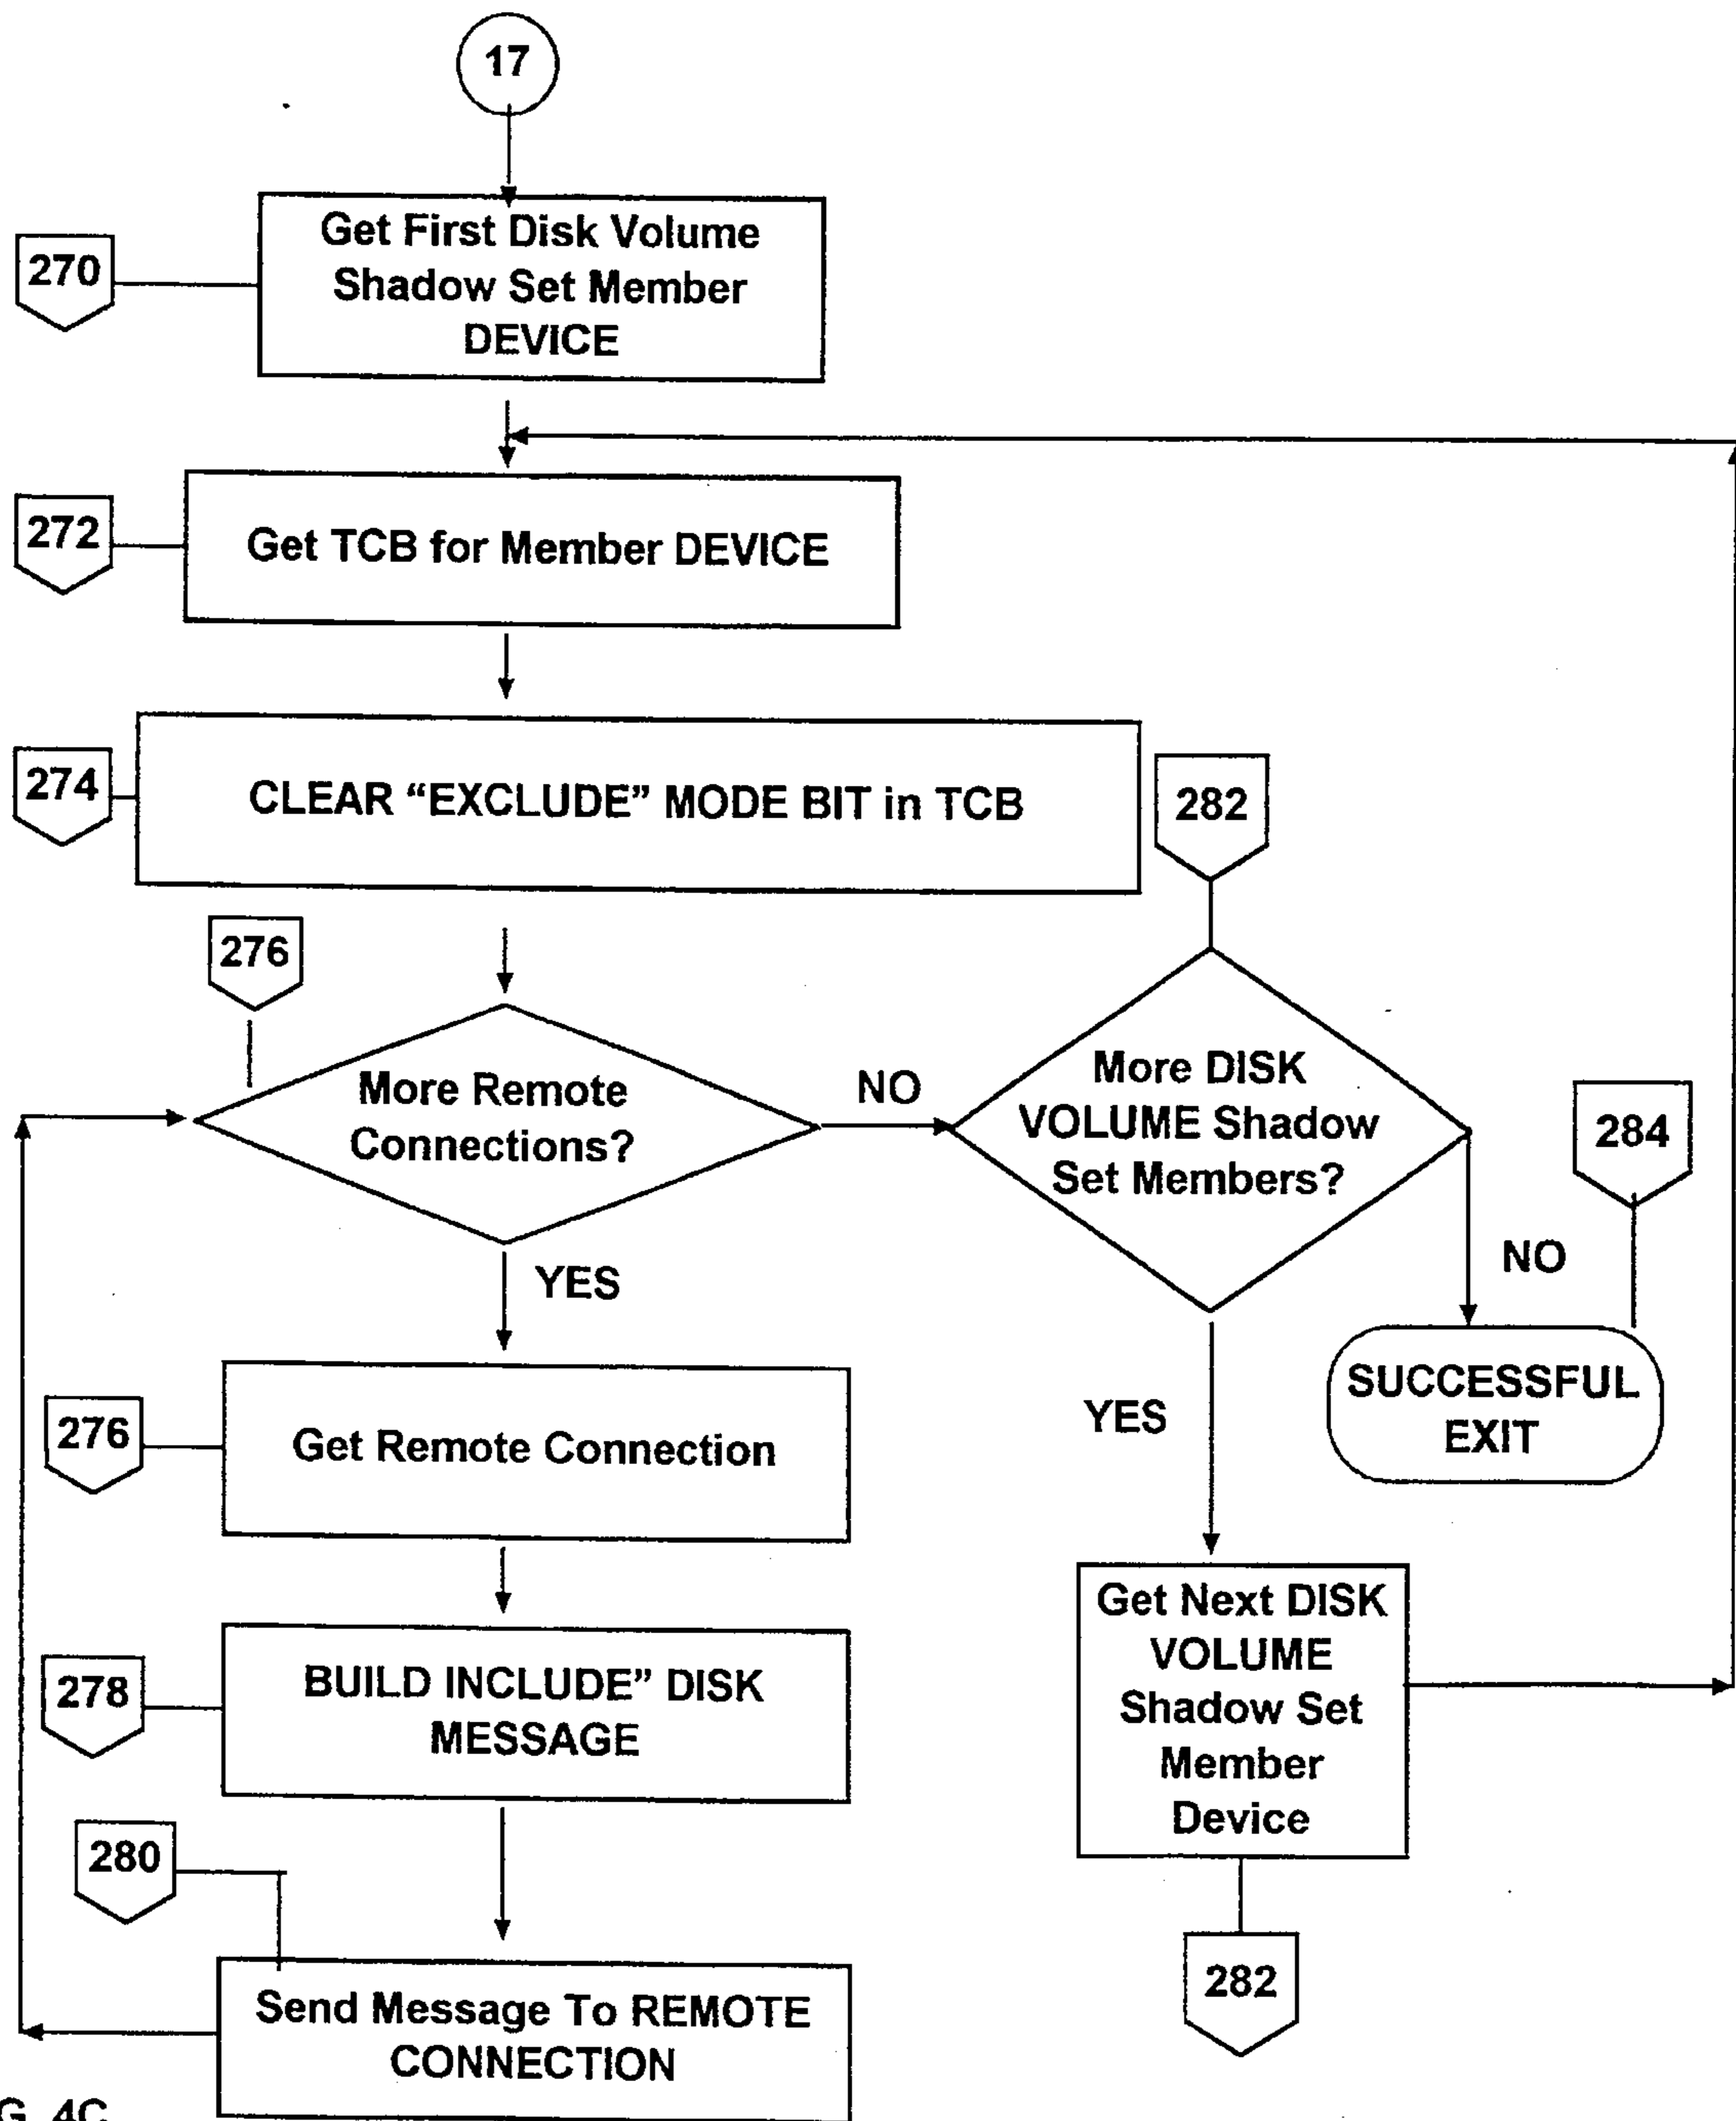 17
270
Get First Disk Volume
Shadow Set Member
DEVICE
272
Get TCB for Member DEVICE
274
CLEAR “EXCLUDE” MODE BIT in TCB
282
276
More Remote
Connections?
NO
More DISK
VOLUME Shadow
Set Members?
284
YES
NO
SUCCESSFUL
EXIT
276
Get Remote Connection
YES
278
BUILD INCLUDE” DISK
MESSAGE
Get Next DISK
VOLUME
Shadow Set
Member
Device
280
Send Message To REMOTE
CONNECTION
282
G. 4C